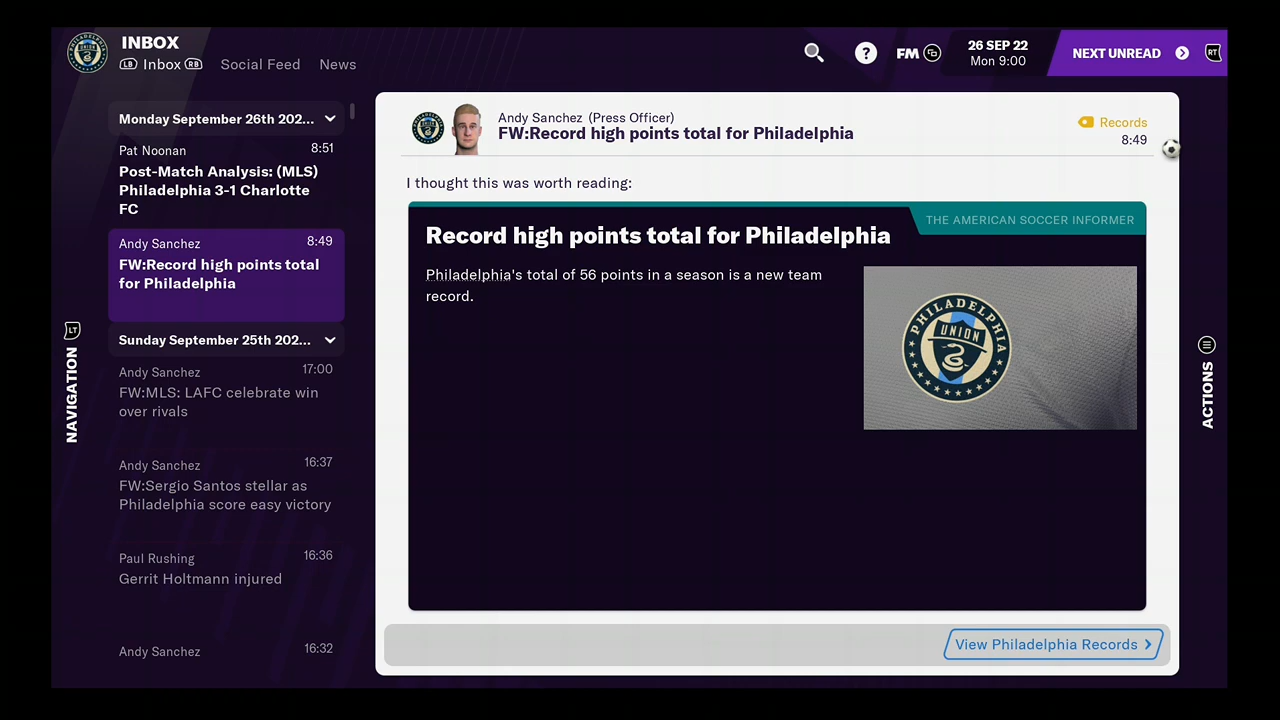 INBOX
LB Inbox RB Social Feed News
FM
26 SEP 22
Mon 9:00
NEXT UNREAD
RT
Monday September 26th 202...
Pat Noonan 8:51
Post-Match Analysis: (MLS)
Philadelphia 3-1 Charlotte
FC
Andy Sanchez 8:49
FW:Record high points total
for Philadelphia
Sunday September 25th 202...
Andy Sanchez 17:00
FW:MLS: LAFC celebrate win
over rivals
Andy Sanchez 16:37
FW:Sergio Santos stellar as
Philadelphia score easy victory
Paul Rushing 16:36
Gerrit Holtmann injured
Andy Sanchez 16:32
LT
NAVIGATION
Andy Sanchez (Press Officer)
FW:Record high points total for Philadelphia
Records
8:49
I thought this was worth reading:
THE AMERICAN SOCCER INFORMER
Record high points total for Philadelphia
Philadelphia's total of 56 points in a season is a new team
record.
PHILADELPHIA
UNION
View Philadelphia Records
ACTIONS